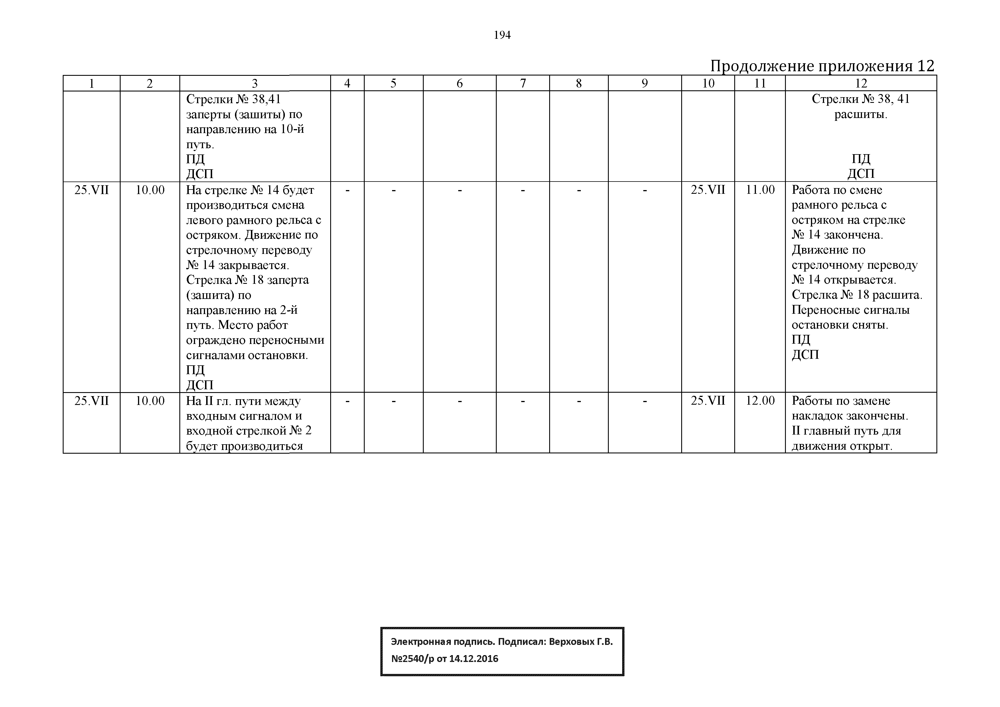 194
Продолжение приложения 12
1 2 3 4 5 6 7 8 9 10 11 12
Стрелки № 38,41
заперты (зашиты) по
направлению на 10-й
путь.
ПД
ДСП
Стрелки № 38, 41
расшиты.
ПД
ДСП
25.VII
10.00
На стрелке № 14 будет
производиться смена
левого рамного рельса с
остряком. Движение по
стрелочному переводу
№ 14 закрывается.
Стрелка № 18 заперта
(зашита) по
направлению на 2-й
путь. Место работ
ограждено переносными
сигналами остановки.
ПД
ДСП
- - - - - -
25.VII
11.00
Работа по смене
рамного рельса с
остряком на стрелке
№ 14 закончена.
Движение по
стрелочному переводу
№ 14 открывается.
Стрелка № 18 расшита.
Переносные сигналы
остановки сняты.
ПД
ДСП
25.VII
10.00
На II гл. пути между
входным сигналом и
входной стрелкой № 2
будет производиться
- - - - - -
25.VII
12.00
Работы по замене
накладок закончены.
II главный путь для
движения открыт.
Электронная подпись. Подписал: Верховых Г.В.
№2540/р от 14.12.2016